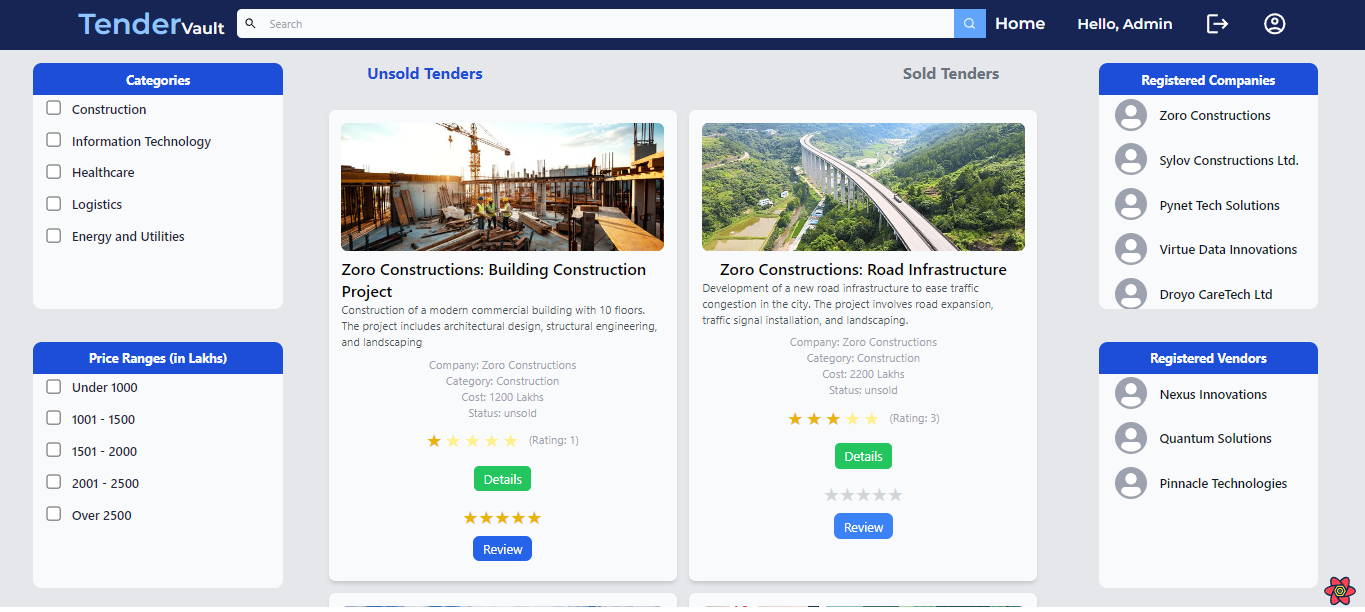 TenderVault
Search
Home
Hello, Admin
Categories
Construction
Information Technology
Healthcare
Logistics
Energy and Utilities
Price Ranges (in Lakhs)
Under 1000
1001 - 1500
1501 - 2000
2001 - 2500
Over 2500
Unsold Tenders
Sold Tenders
Zoro Constructions: Building Construction
Project
Construction of a modern commercial building with 10 floors.
The project includes architectural design, structural engineering,
and landscaping
Company: Zoro Constructions
Category: Construction
Cost: 1200 Lakhs
Status: unsold
(Rating: 1)
Details
Review
Zoro Constructions: Road Infrastructure
Development of a new road infrastructure to ease traffic
congestion in the city. The project involves road expansion,
traffic signal installation, and landscaping.
Company: Zoro Constructions
Category: Construction
Cost: 2200 Lakhs
Status: unsold
(Rating: 3)
Details
Review
Registered Companies
Zoro Constructions
Sylov Constructions Ltd.
Pynet Tech Solutions
Virtue Data Innovations
Droyo CareTech Ltd
Registered Vendors
Nexus Innovations
Quantum Solutions
Pinnacle Technologies